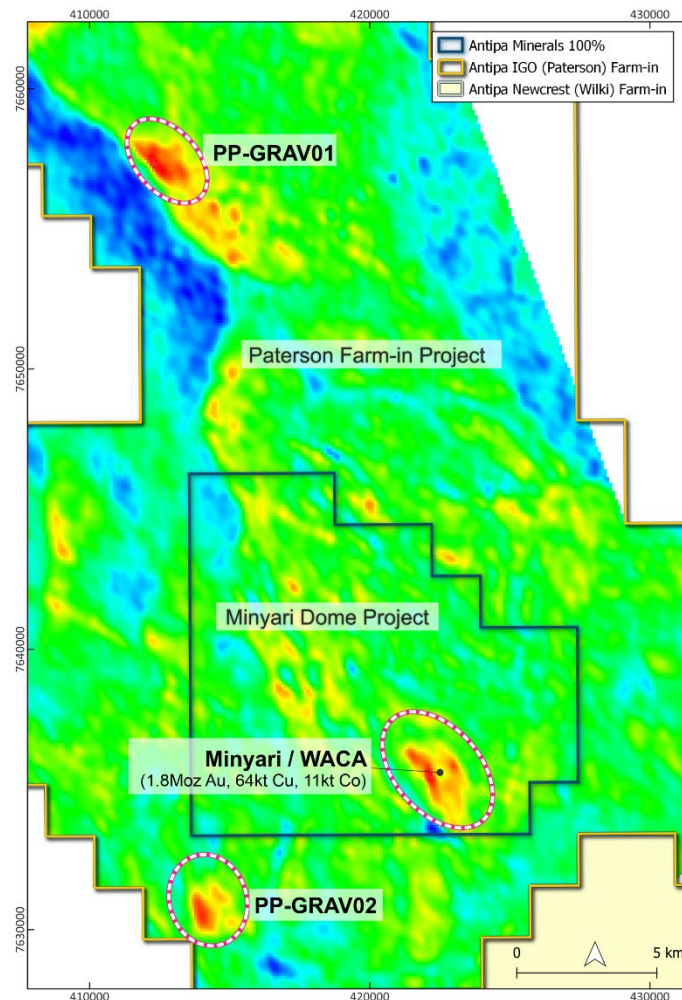 410000
420000
430000
Antipa Minerals 100%
Antipa IGO (Paterson) Farm-in
Antipa Newcrest (Wilki) Farm-in
7660000
PP-GRAV01
7650000
Paterson Farm-in Project
Minyari Dome Project
7640000
Minyari / WACA
(1.8Moz Au, 64kt Cu, 11kt Co)
PP-GRAV02
7630000
0
5 km
410000
420000
430000